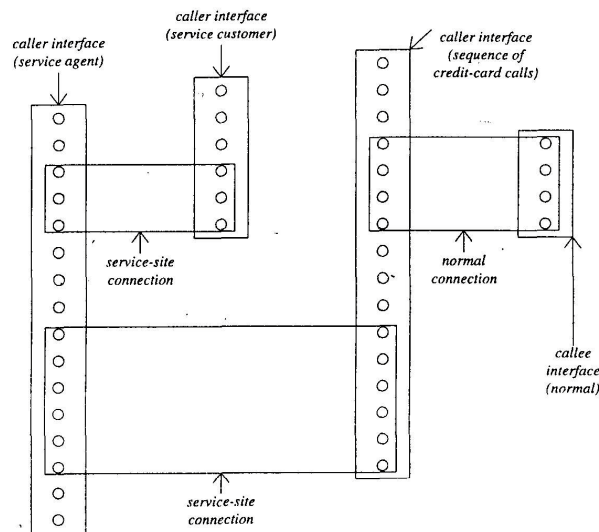 caller interface
(service agent)
caller interface
(service customer)
caller interface
(sequence of
credit-card calls)
service-site
connection
normal
connection
callee
interface
(normal)
service-site
connection